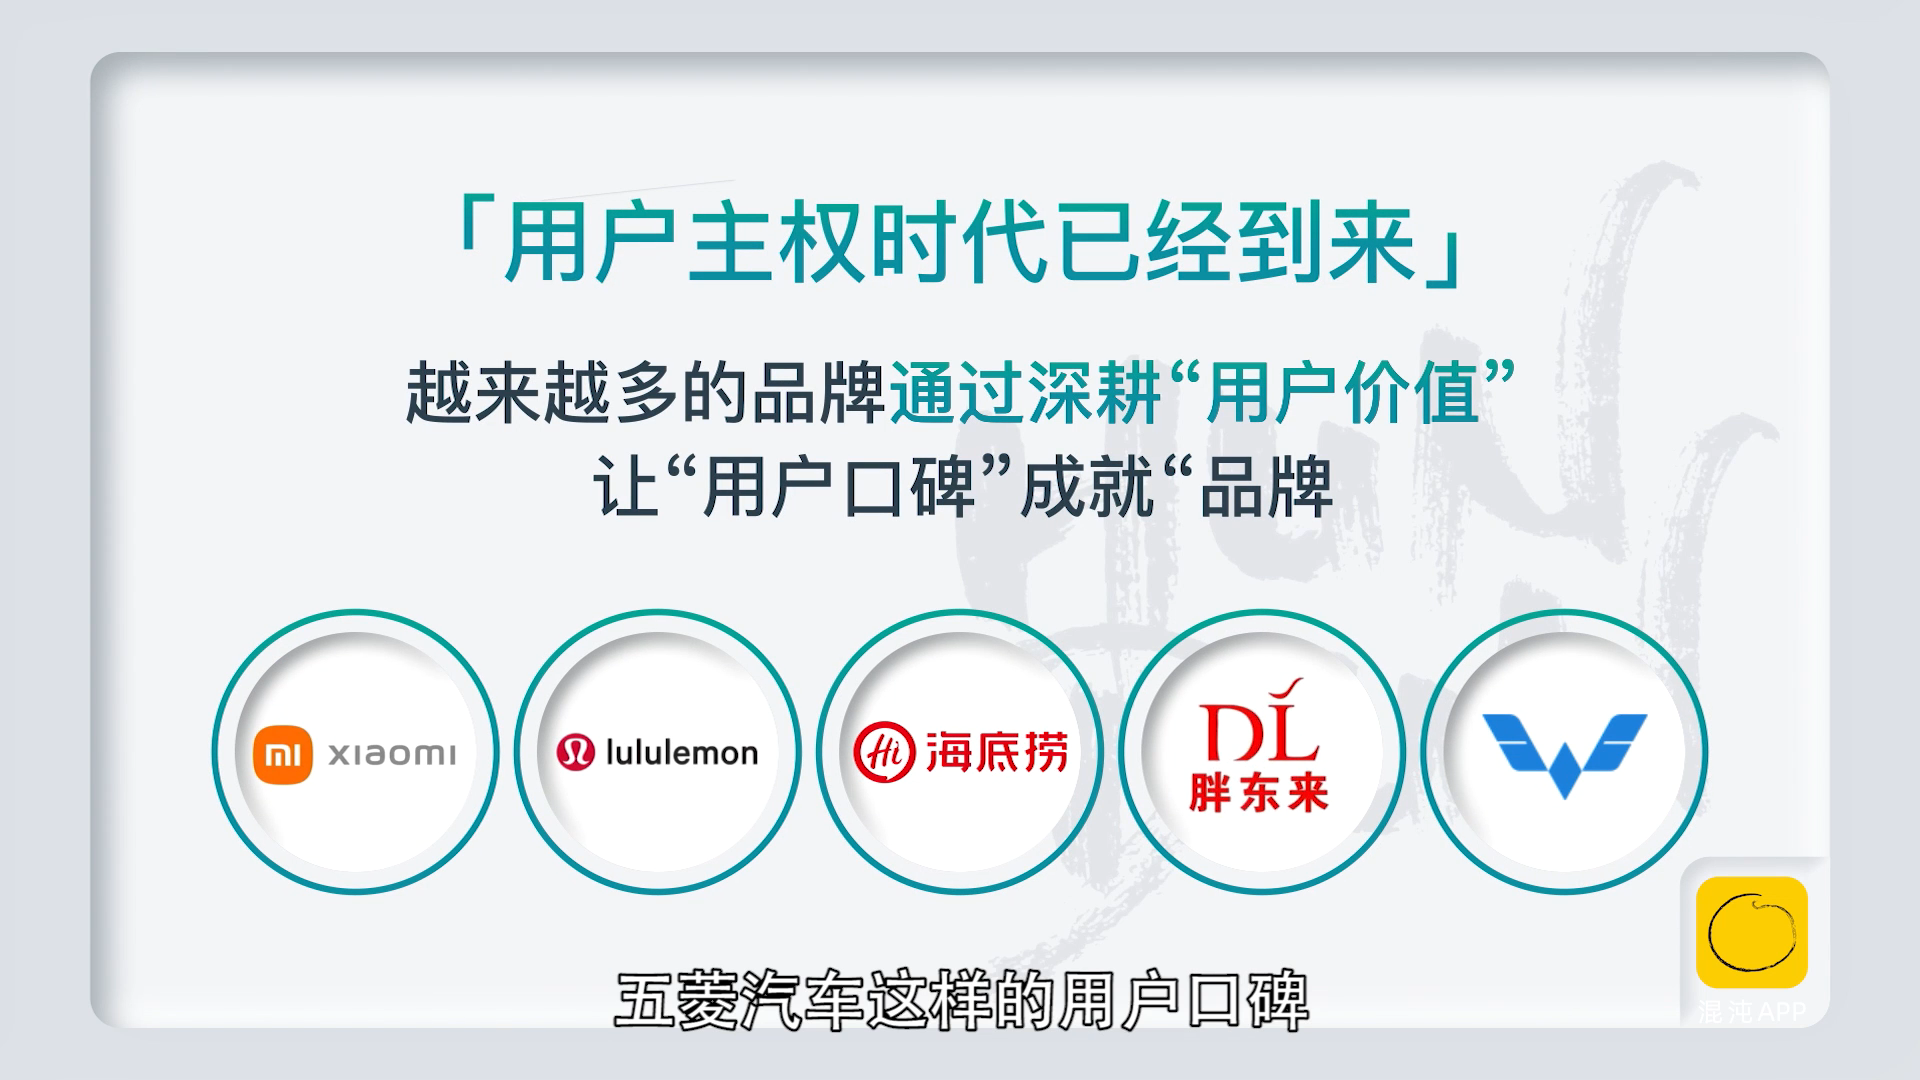 「用户主权时代已经到来」
越来越多的品牌通过深耕“用户价值”
让“用户口碑”成就“品牌
mi xiaomi
lululemon
Hi 海底捞
DL
胖东来
五菱汽车这样的用户口碑
混沌APP